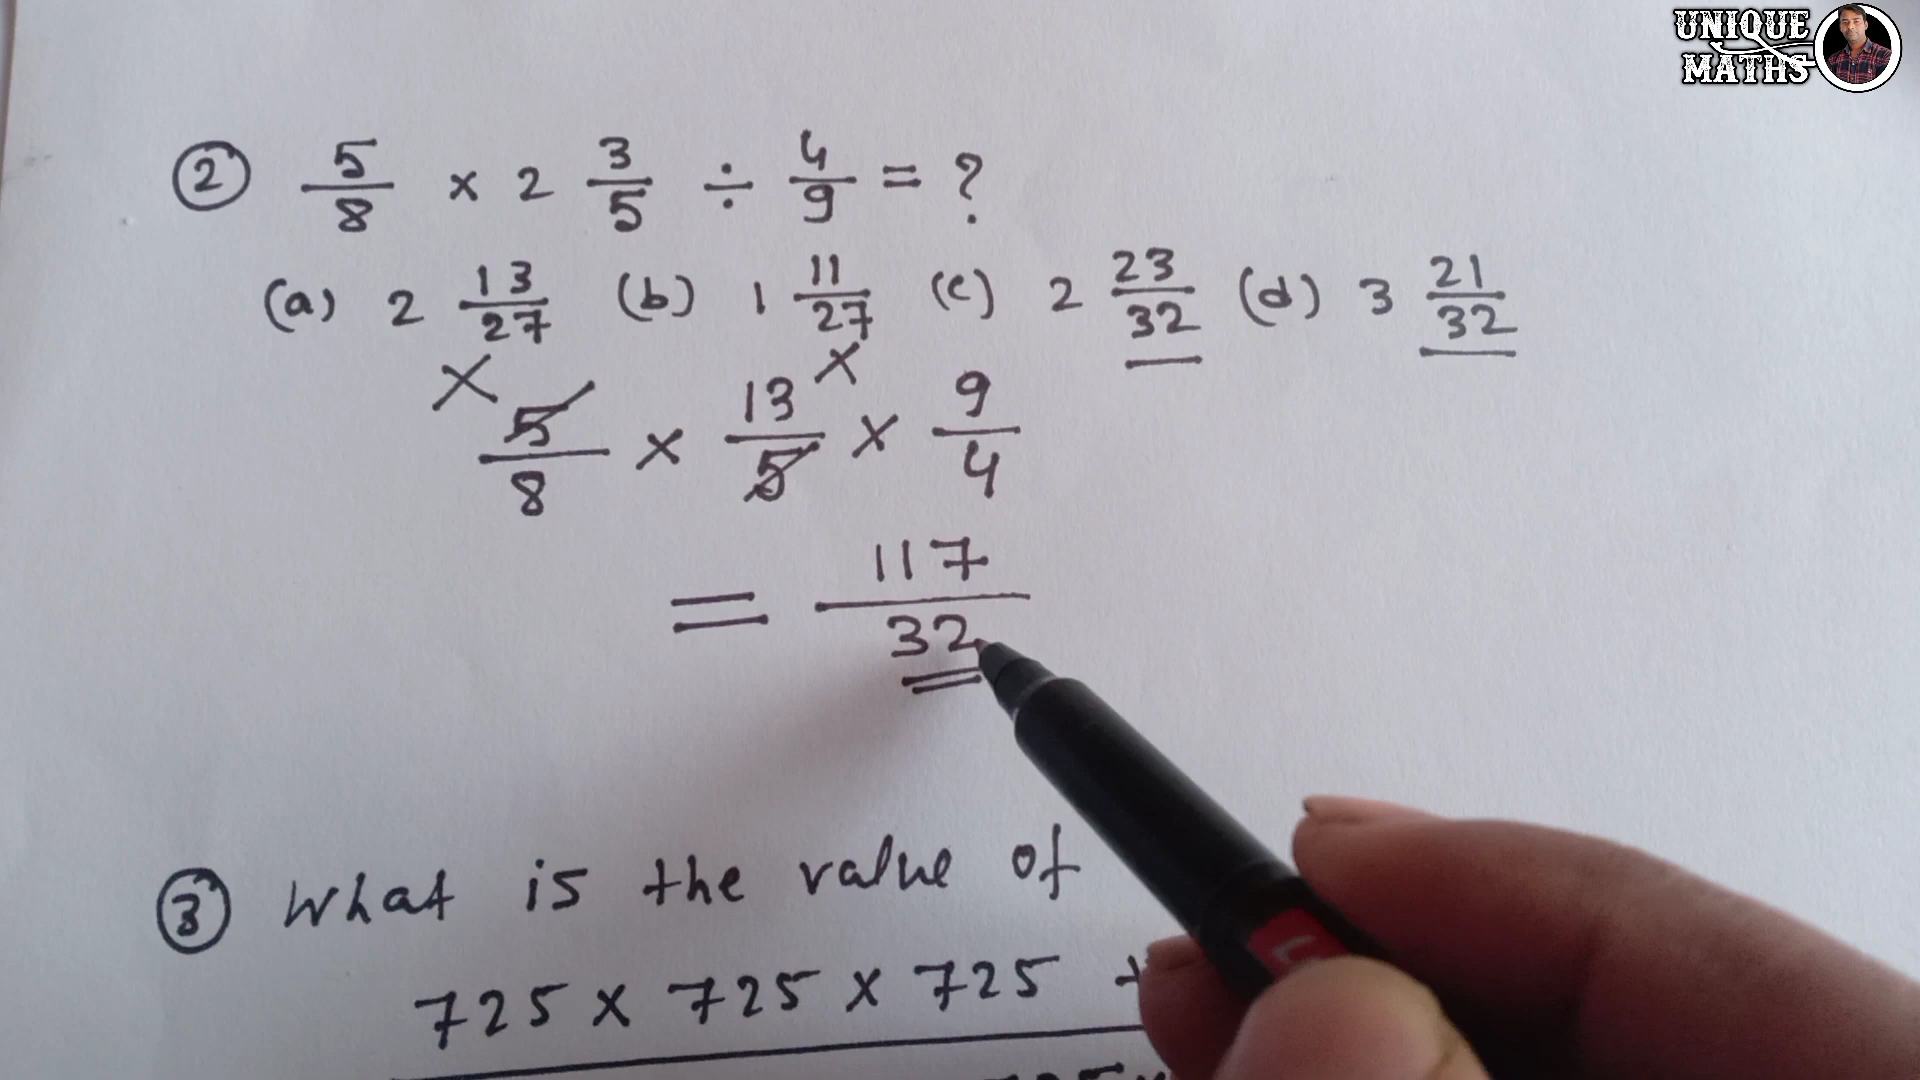 UNIQUE
MATHS
② 5/8 × 2 3/5 ÷ 4/9 = ?
(a) 2 13/27 (b) 1 11/27 (c) 2 23/32 (d) 3 21/32
5/8 × 13/5 × 9/4
= 117/32
③ What is the value of
725 × 725 × 725 +